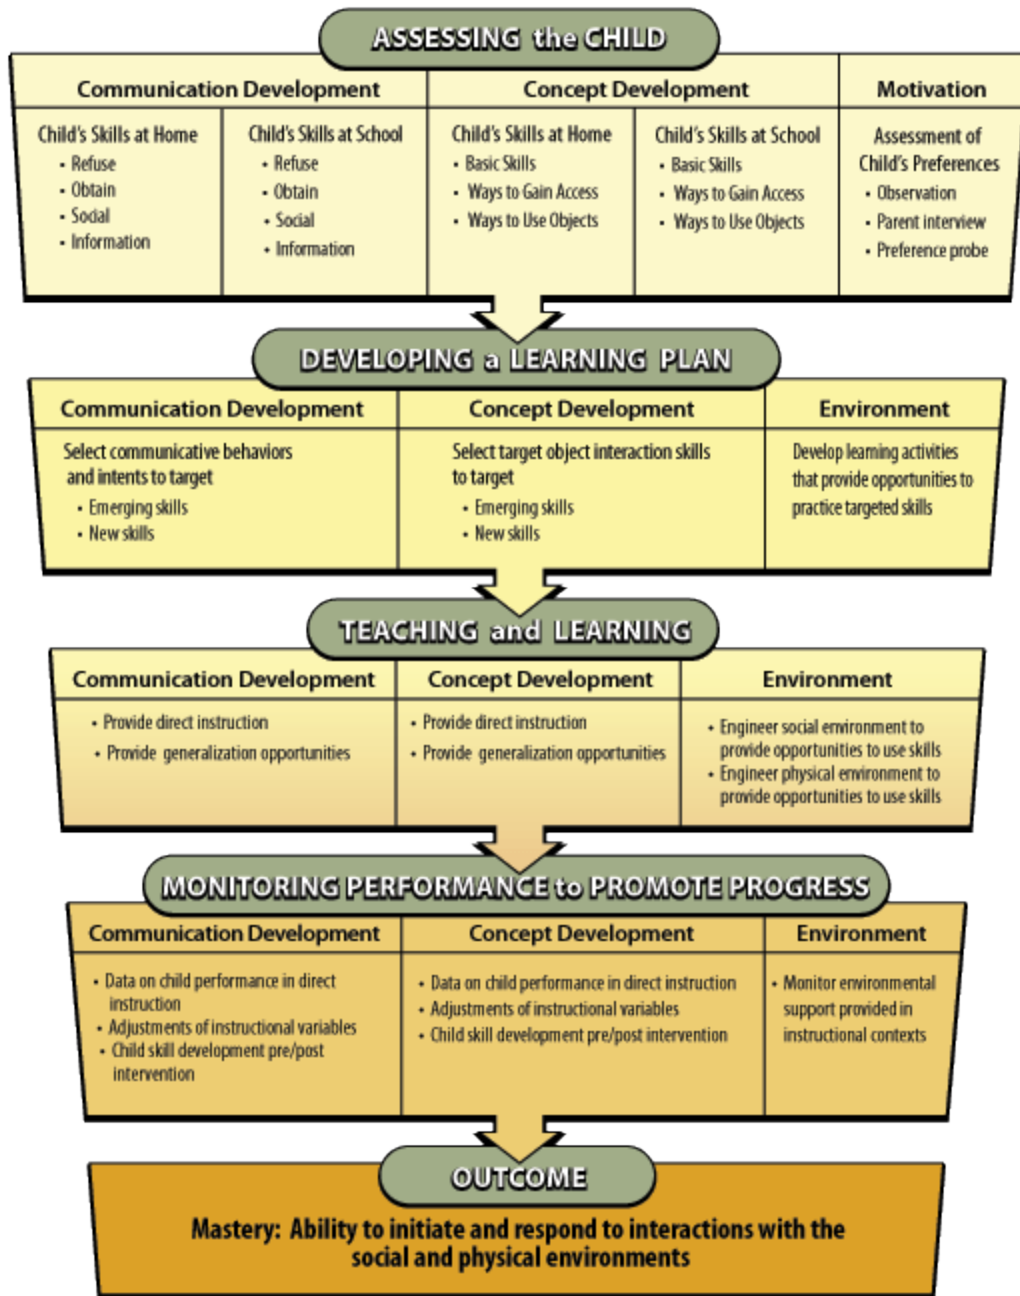 ASSESSING the CHILD
Communication Development
Child's Skills at Home
• Refuse
• Obtain
• Social
• Information
Child's Skills at School
• Refuse
• Obtain
• Social
• Information
Concept Development
Child's Skills at Home
• Basic Skills
• Ways to Gain Access
• Ways to Use Objects
Child's Skills at School
• Basic Skills
• Ways to Gain Access
• Ways to Use Objects
Motivation
Assessment of
Child's Preferences
• Observation
• Parent interview
• Preference probe
DEVELOPING a LEARNING PLAN
Communication Development
Select communicative behaviors
and intents to target
• Emerging skills
• New skills
Concept Development
Select target object interaction skills
to target
• Emerging skills
• New skills
Environment
Develop learning activities
that provide opportunities to
practice targeted skills
TEACHING and LEARNING
Communication Development
• Provide direct instruction
• Provide generalization opportunities
Concept Development
• Provide direct instruction
• Provide generalization opportunities
Environment
• Engineer social environment to
provide opportunities to use skills
• Engineer physical environment to
provide opportunities to use skills
MONITORING PERFORMANCE to PROMOTE PROGRESS
Communication Development
• Data on child performance in direct
instruction
• Adjustments of instructional variables
• Child skill development pre/post
intervention
Concept Development
• Data on child performance in direct instruction
• Adjustments of instructional variables
• Child skill development pre/post intervention
Environment
• Monitor environmental
support provided in
instructional contexts
OUTCOME
Mastery: Ability to initiate and respond to interactions with the
social and physical environments